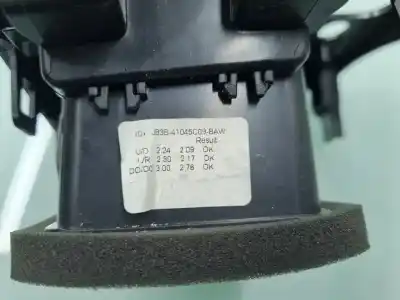 ID: JB3B-41045C03-BAW
Result
U/D 2.24 2.09 OK
L/R 2.30 2.17 OK
DO/DC 3.00 2.76 OK